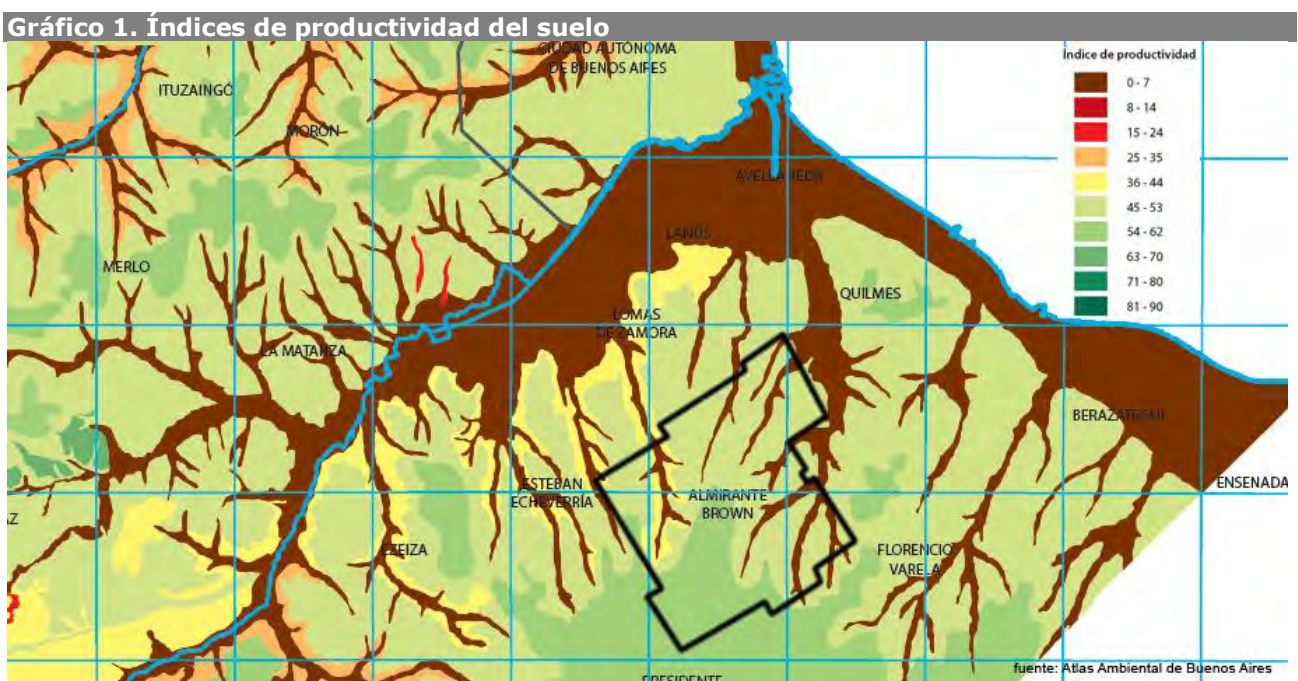 Gráfico 1. Índices de productividad del suelo
CIUDAD AUTÓNOMA
DE BUENOS AIRES
ITUZAINGÓ
MORÓN
AVELLANEDA
LANÚS
MERLO
QUILMES
LOMAS
DE ZAMORA
LA MATANZA
BERAZATEGUI
ESTEBAN
ECHEVERRÍA
ALMIRANTE
BROWN
ENSENADA
AZ
EZEIZA
FLORENCIO
VARELA
PRESIDENTE
Índice de productividad
0 - 7
8 - 14
15 - 24
25 - 35
36 - 44
45 - 53
54 - 62
63 - 70
71 - 80
81 - 90
fuente: Atlas Ambiental de Buenos Aires